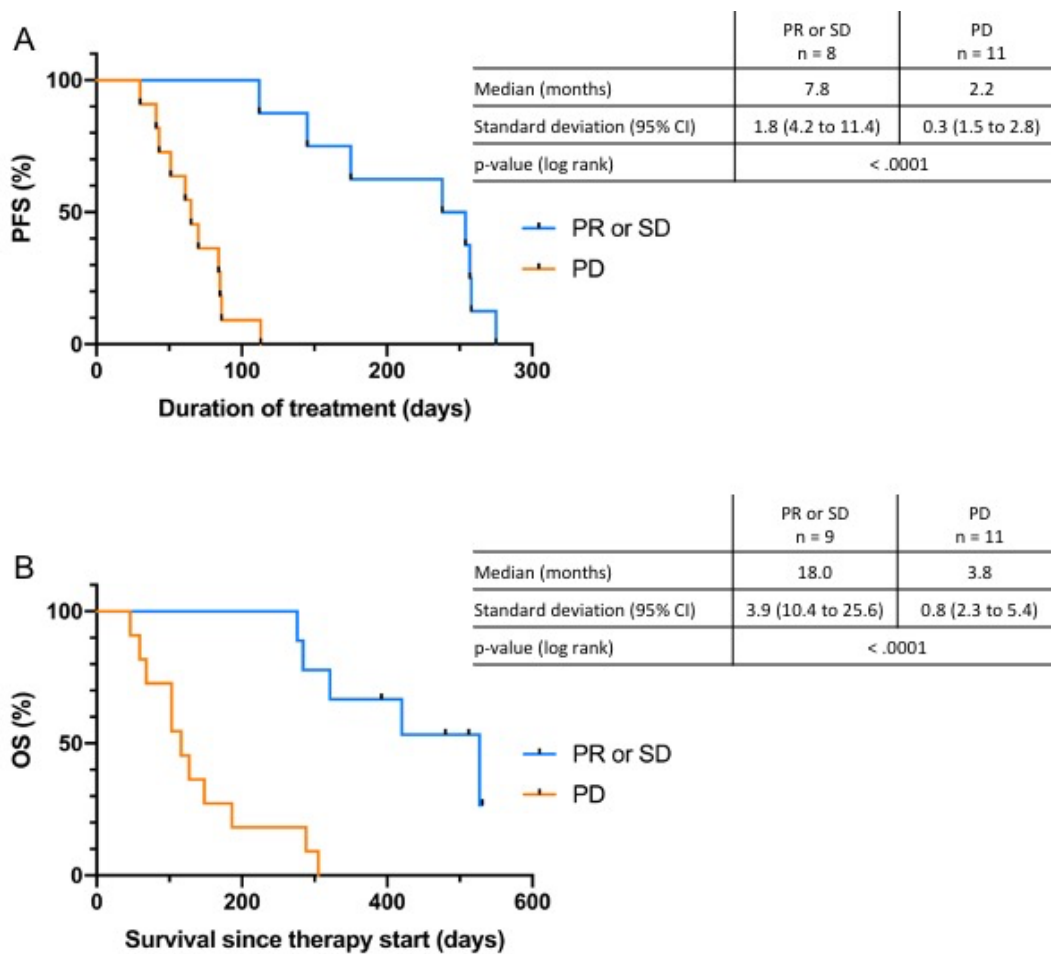 A
PR or SD PD
n = 8 n = 11
Median (months) 7.8 2.2
Standard deviation (95% CI) 1.8 (4.2 to 11.4) 0.3 (1.5 to 2.8)
p-value (log rank) < .0001
100
50
0
PFS (%)
PR or SD
PD
0 100 200 300
Duration of treatment (days)
B
PR or SD PD
n = 9 n = 11
Median (months) 18.0 3.8
Standard deviation (95% CI) 3.9 (10.4 to 25.6) 0.8 (2.3 to 5.4)
p-value (log rank) < .0001
100
50
0
OS (%)
PR or SD
PD
0 200 400 600
Survival since therapy start (days)